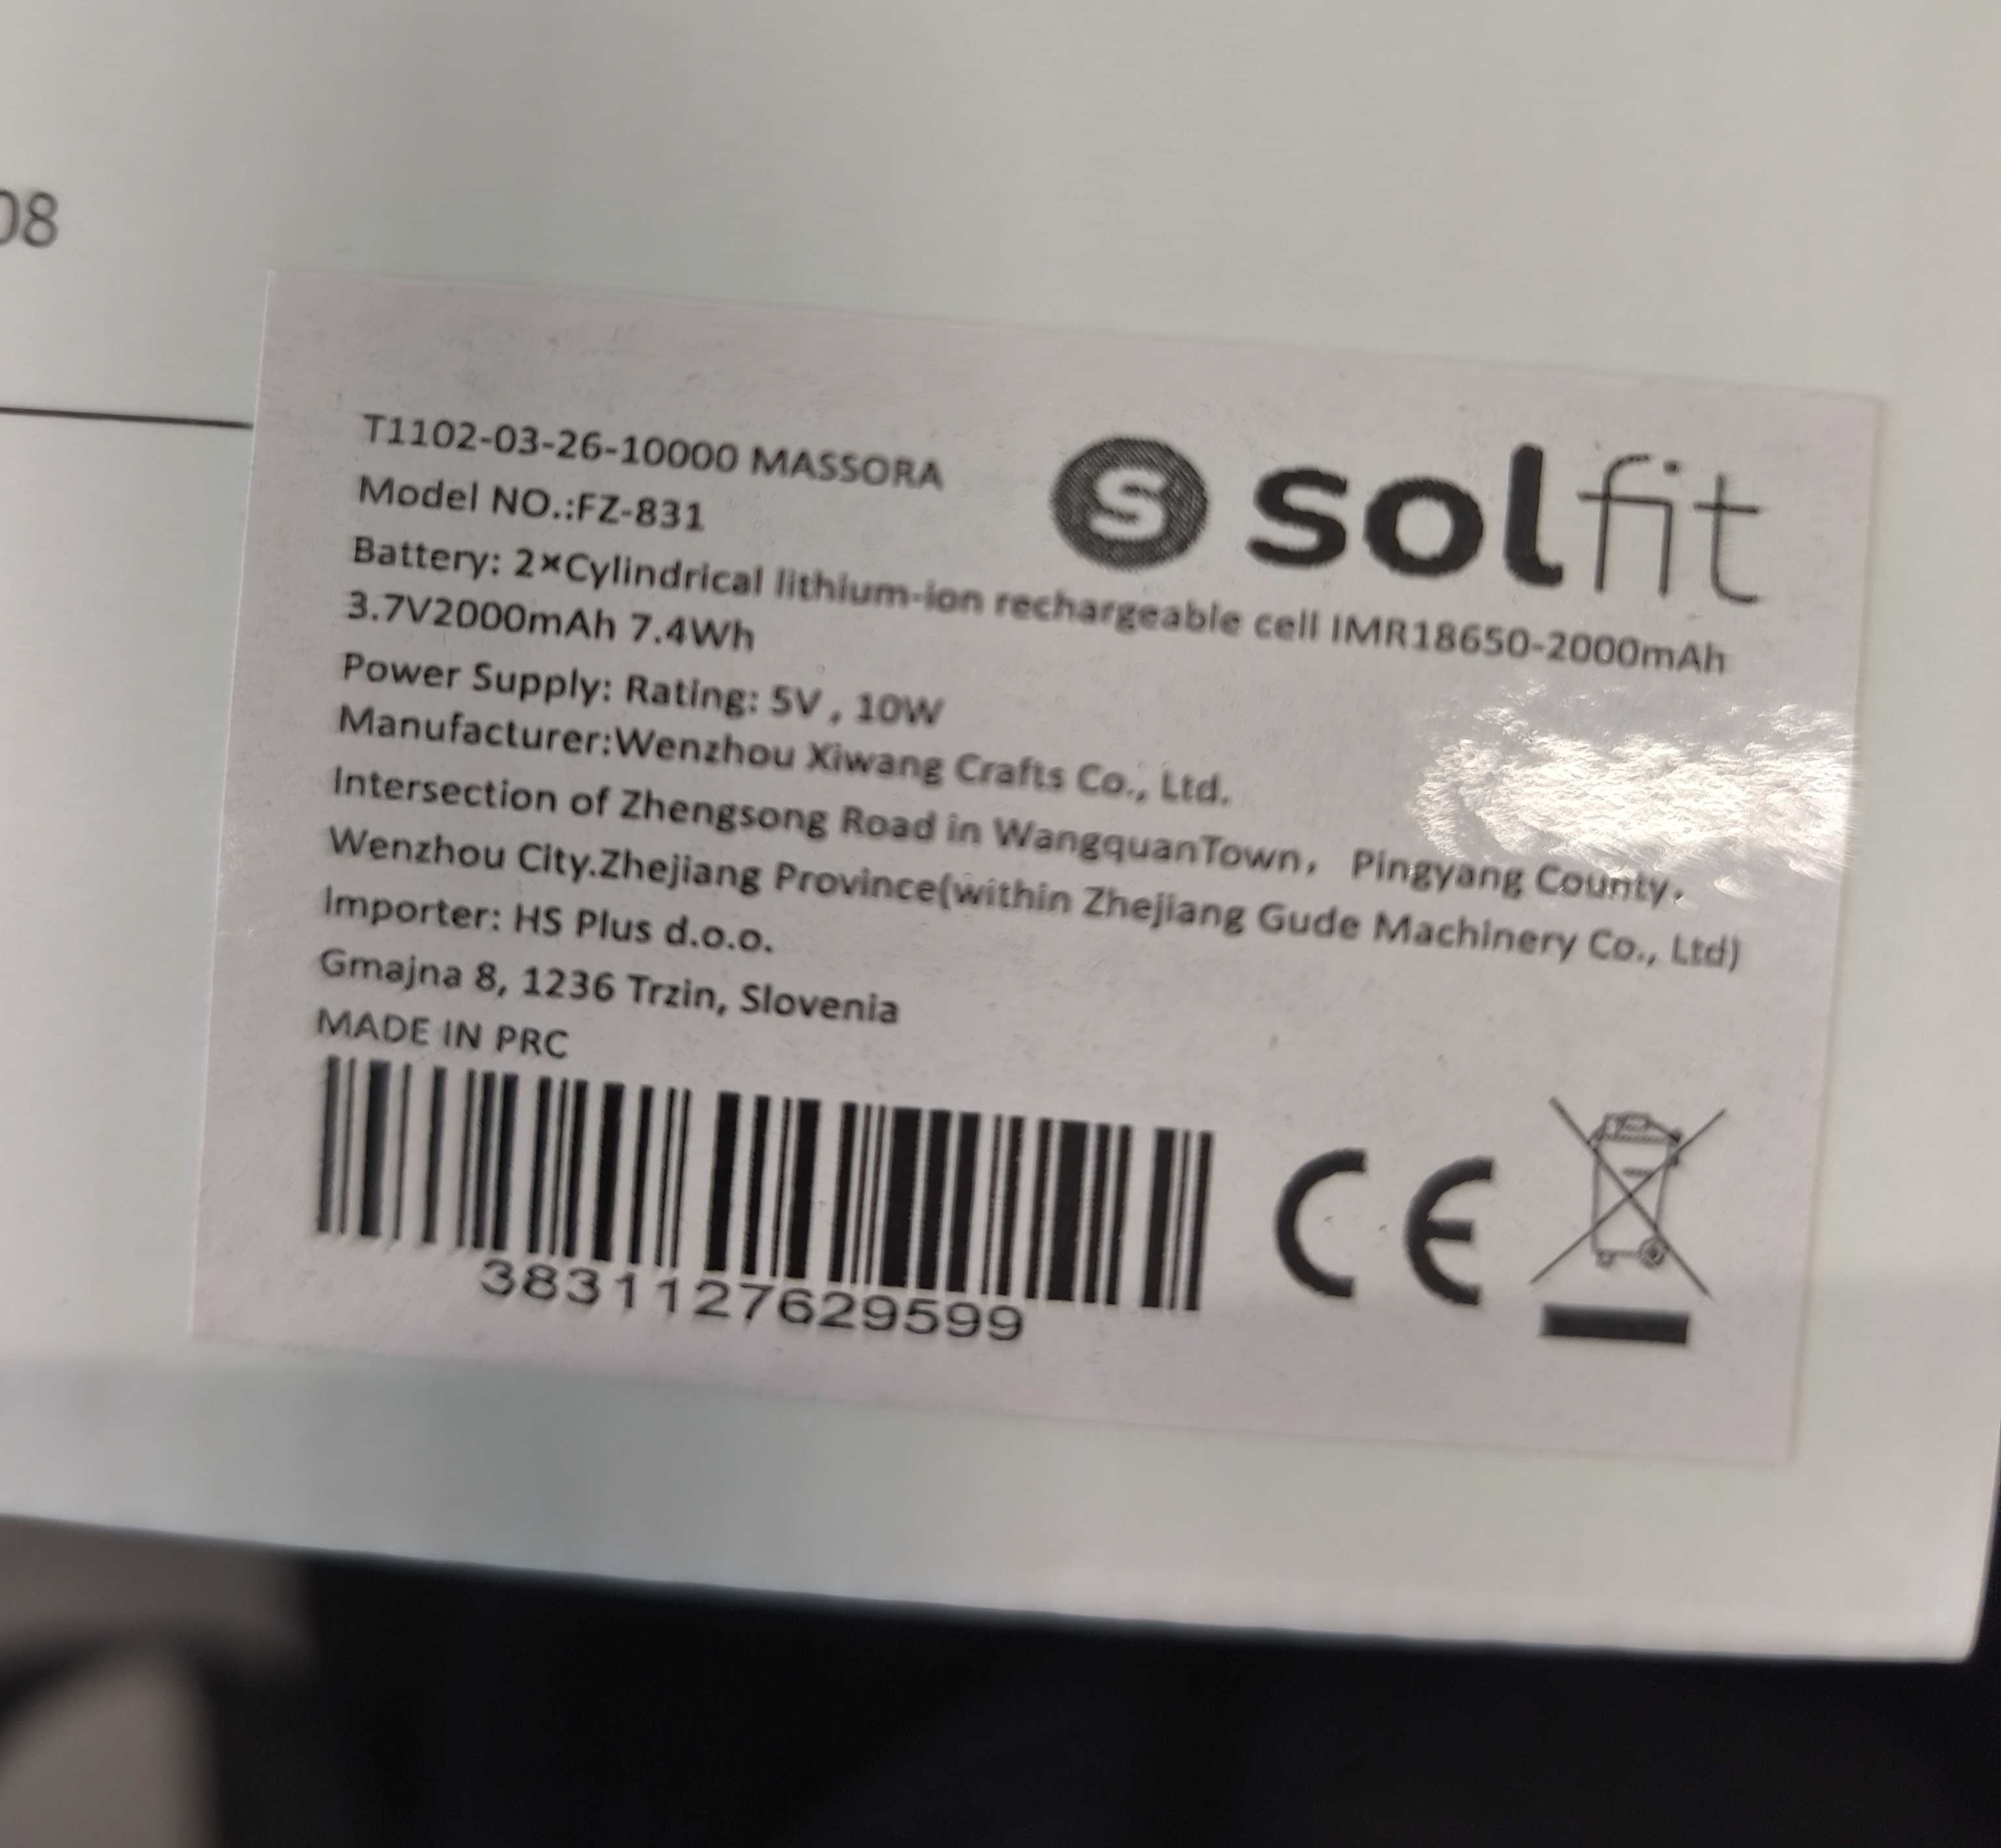 08
T1102-03-26-10000 MASSORA
S solfit
Model NO.:FZ-831
Battery: 2×Cylindrical lithium-ion rechargeable cell IMR18650-2000mAh
3.7V2000mAh 7.4Wh
Power Supply: Rating: 5V , 10W
Manufacturer:Wenzhou Xiwang Crafts Co., Ltd.
Intersection of Zhengsong Road in WangquanTown, Pingyang County,
Wenzhou City.Zhejiang Province(within Zhejiang Gude Machinery Co., Ltd)
Importer: HS Plus d.o.o.
Gmajna 8, 1236 Trzin, Slovenia
MADE IN PRC
3831127629599
CE